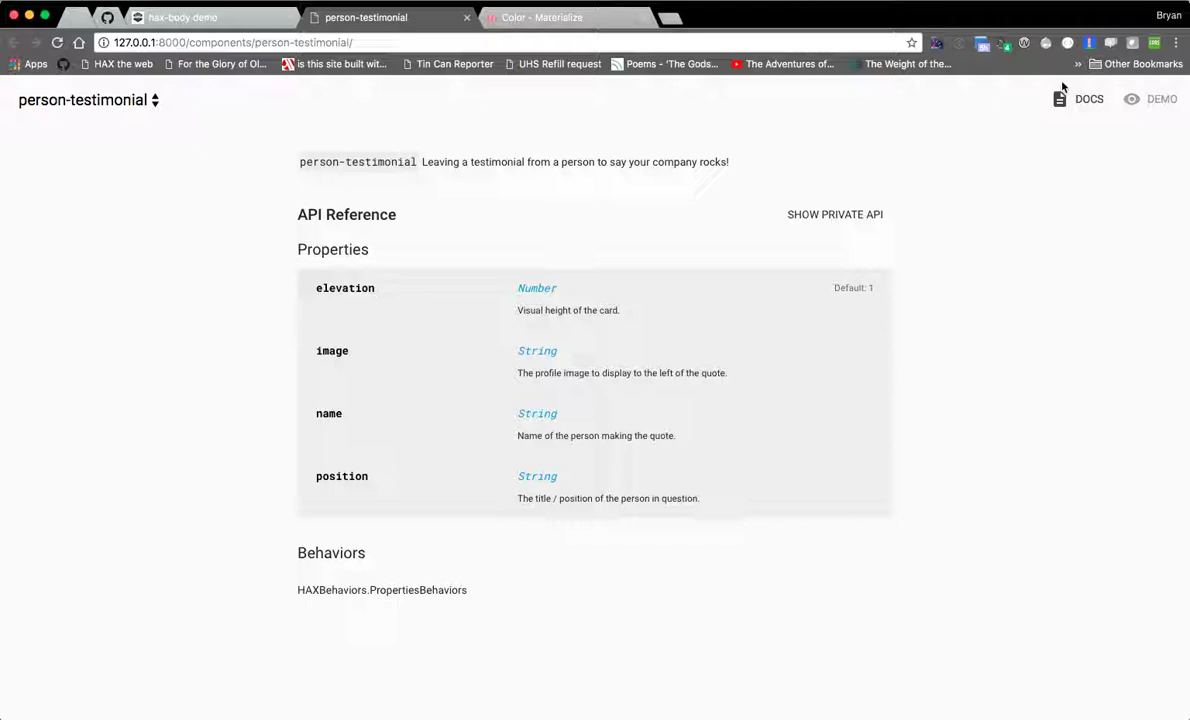 hax-body demo
person-testimonial
Color - Materialize
Bryan
127.0.0.1:8000/components/person-testimonial/
Apps
HAX the web
For the Glory of Ol...
is this site built wit...
Tin Can Reporter
UHS Refill request
Poems - 'The Gods...
The Adventures of...
The Weight of the...
Other Bookmarks
person-testimonial
DOCS
DEMO
person-testimonial Leaving a testimonial from a person to say your company rocks!
API Reference
SHOW PRIVATE API
Properties
elevation Number Default: 1
Visual height of the card.
image String
The profile image to display to the left of the quote.
name String
Name of the person making the quote.
position String
The title / position of the person in question.
Behaviors
HAXBehaviors.PropertiesBehaviors